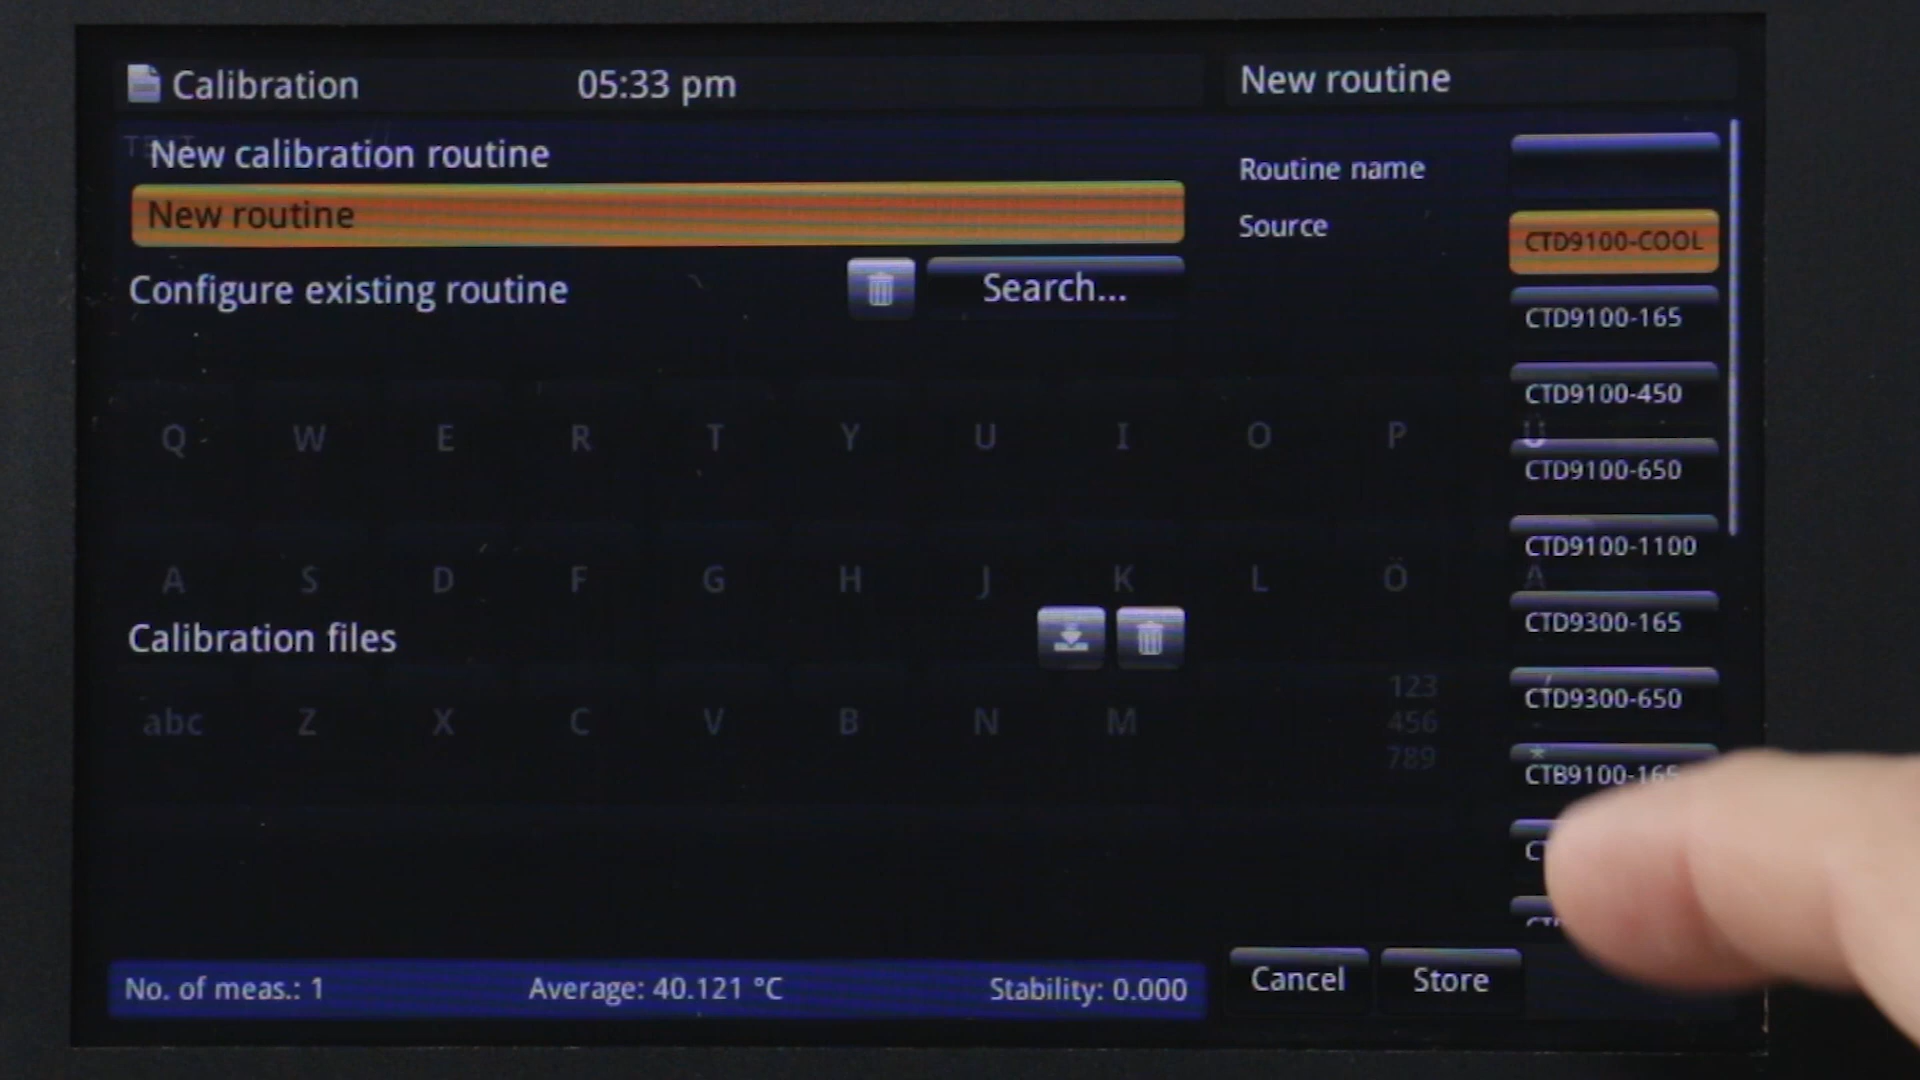 Calibration
05:33 pm
New routine
New calibration routine
New routine
Configure existing routine
Search...
Calibration files
Routine name
Source
CTD9100-COOL
CTD9100-165
CTD9100-450
CTD9100-650
CTD9100-1100
CTD9300-165
CTD9300-650
CTB9100-165
Q W E R T Y U I O P Ü
A S D F G H J K L Ö Ä
abc Z X C V B N M
123
456
789
No. of meas.: 1
Average: 40.121 °C
Stability: 0.000
Cancel
Store